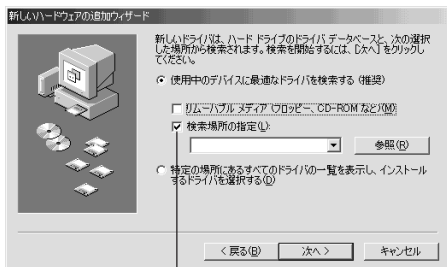 新しいハードウェアの追加ウィザード
新しいドライバは、ハード ドライブのドライバ データベースと、次の選択
した場所から検索されます。検索を開始するには、[次へ] をクリックし
てください。
使用中のデバイスに最適なドライバを検索する (推奨)
リムーバブル メディア (フロッピー、CD-ROM など)(M)
検索場所の指定(L):
参照(R)
特定の場所にあるすべてのドライバの一覧を表示し、インストール
するドライバを選択する(D)
< 戻る(B)
次へ >
キャンセル